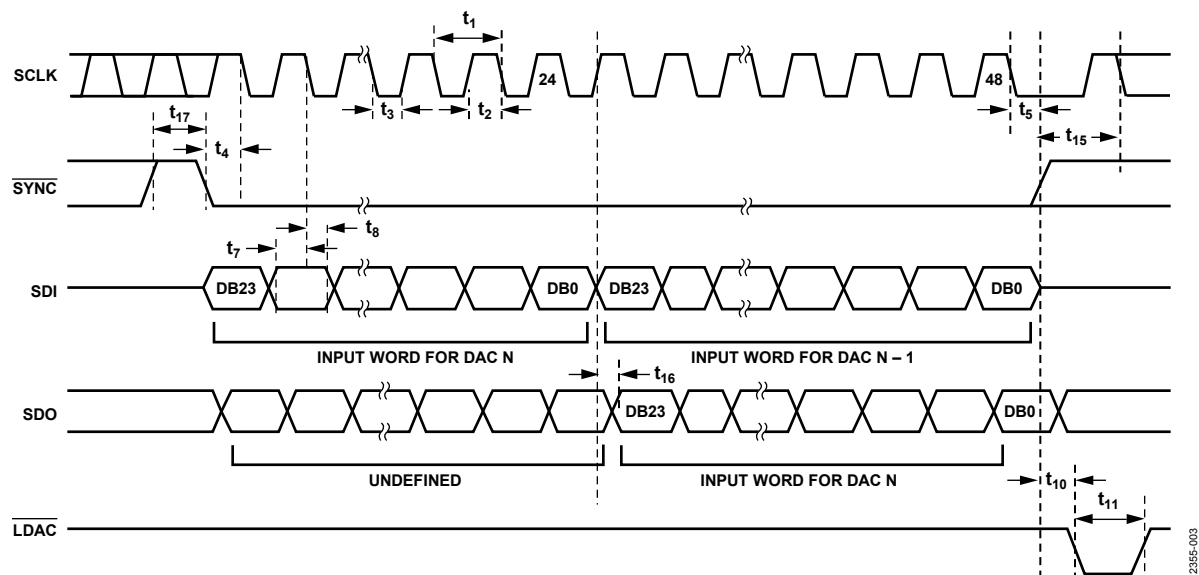 t1
SCLK
24
48
t3
t2
t5
t17
t4
t15
SYNC
t7
t8
SDI
DB23
DB0
DB23
DB0
INPUT WORD FOR DAC N
INPUT WORD FOR DAC N – 1
t16
SDO
DB23
DB0
UNDEFINED
INPUT WORD FOR DAC N
t10
t11
LDAC
2355-003